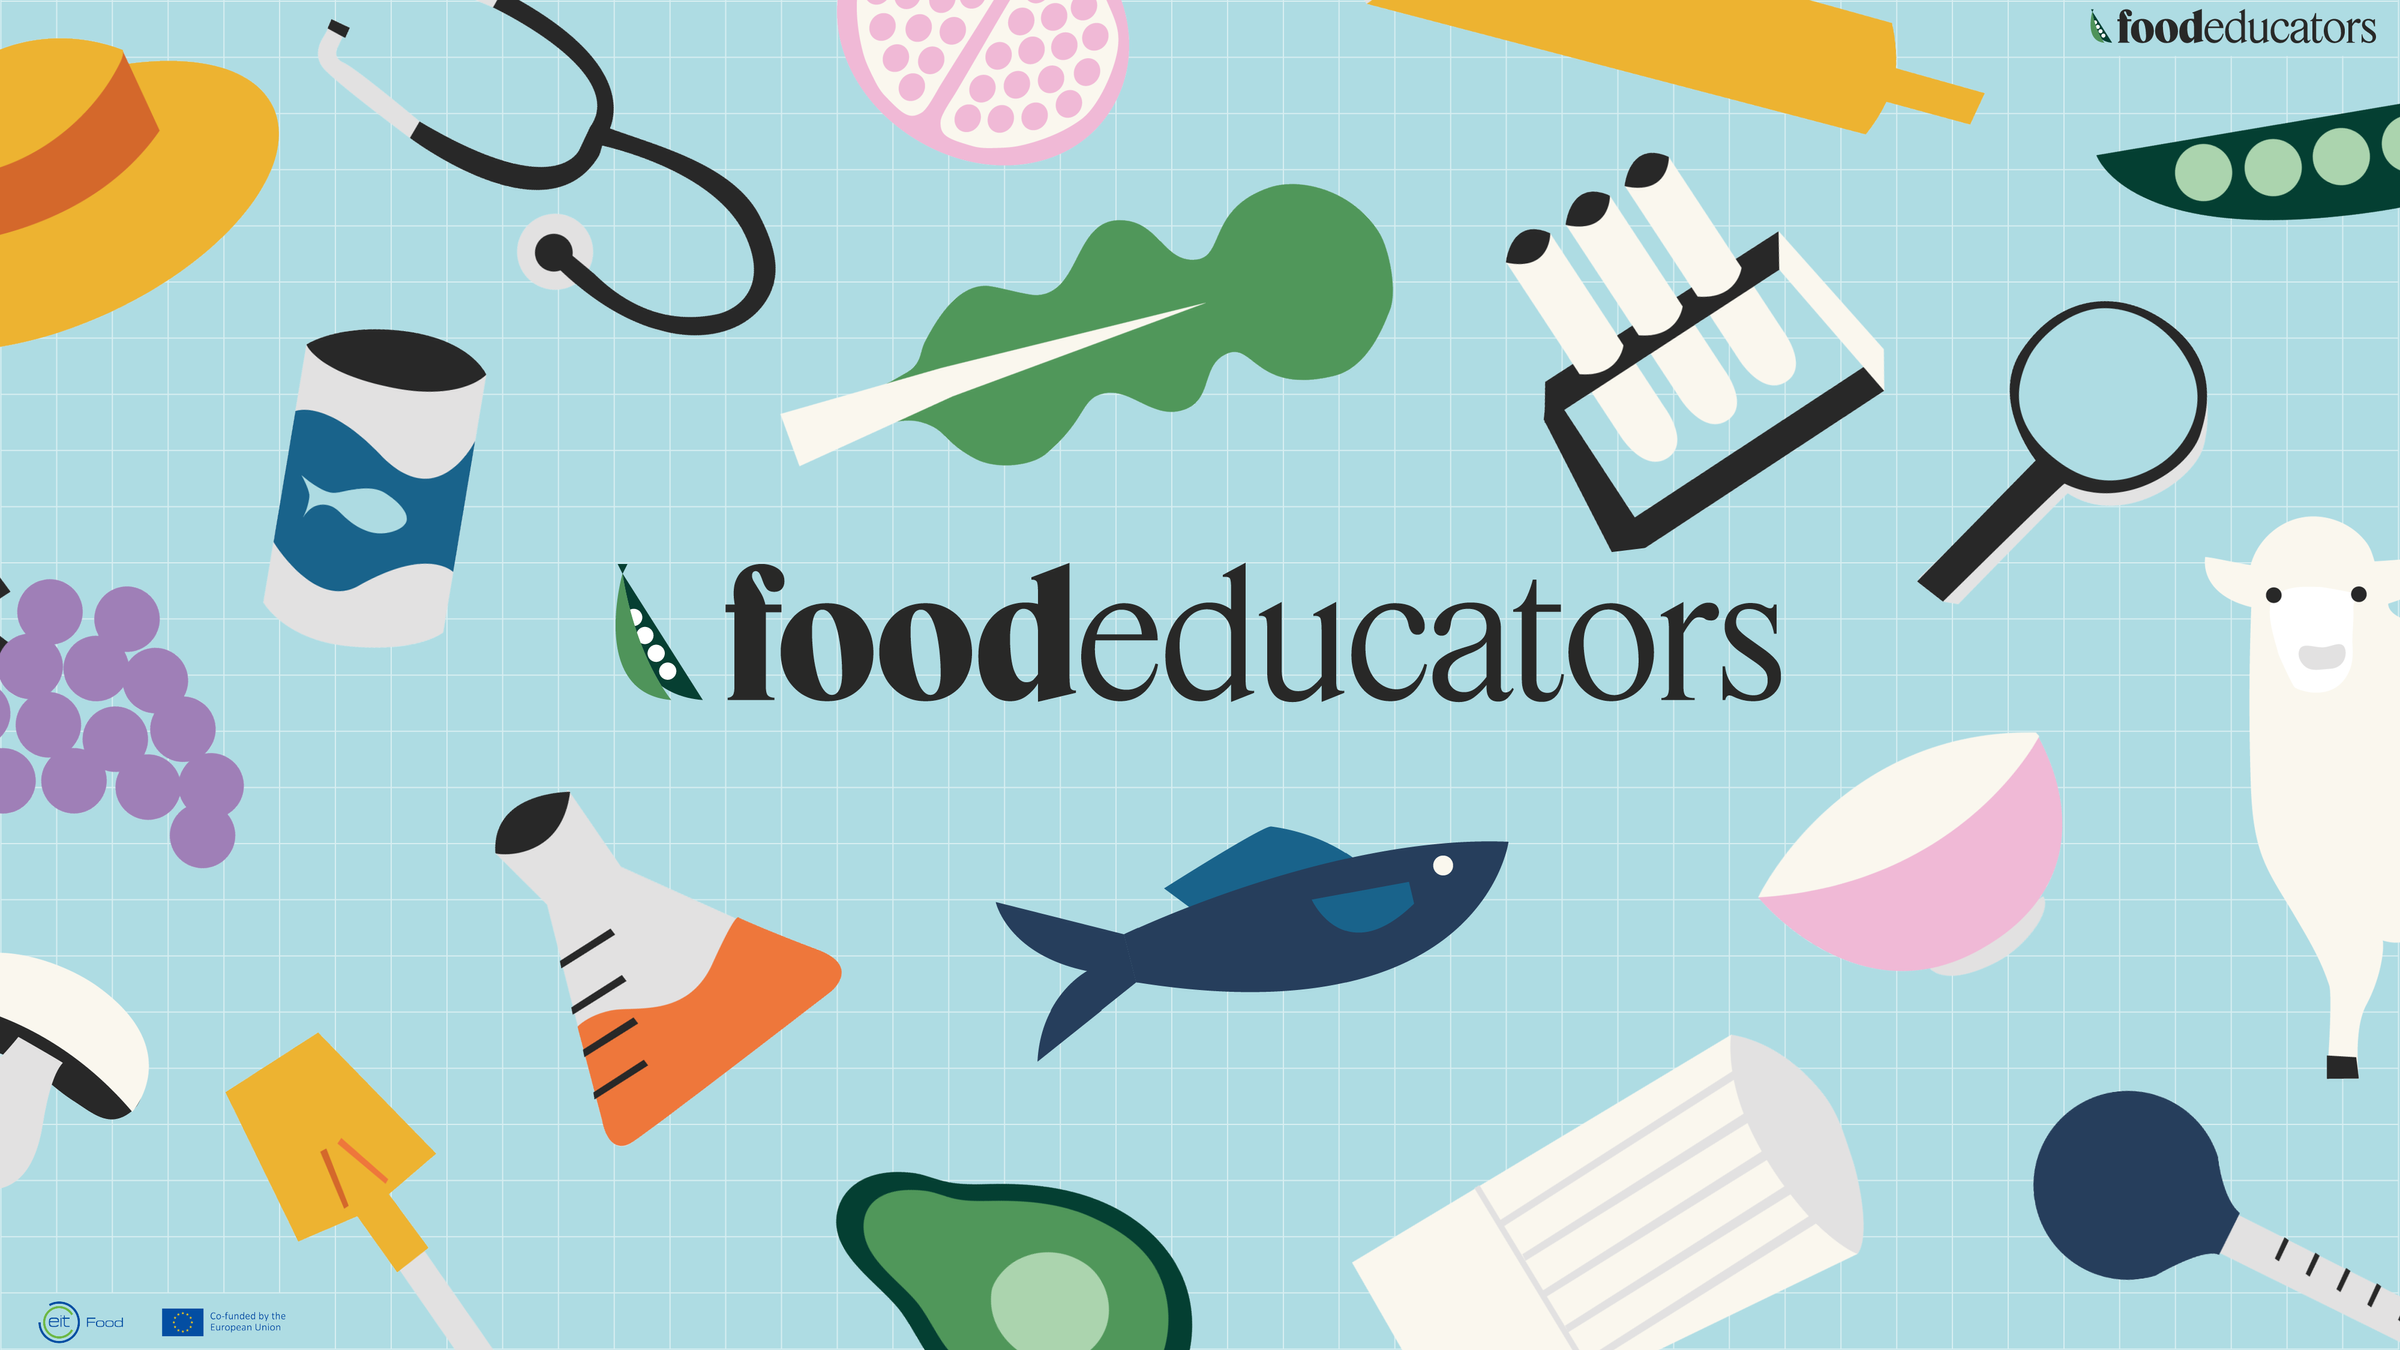 foodeducators
foodeducators
eit Food
Co-funded by the
European Union